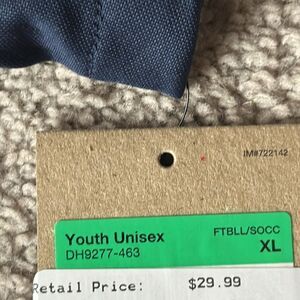 IM#722142
Youth Unisex FTBLL/SOCC
DH9277-463 XL
Retail Price: $29.99